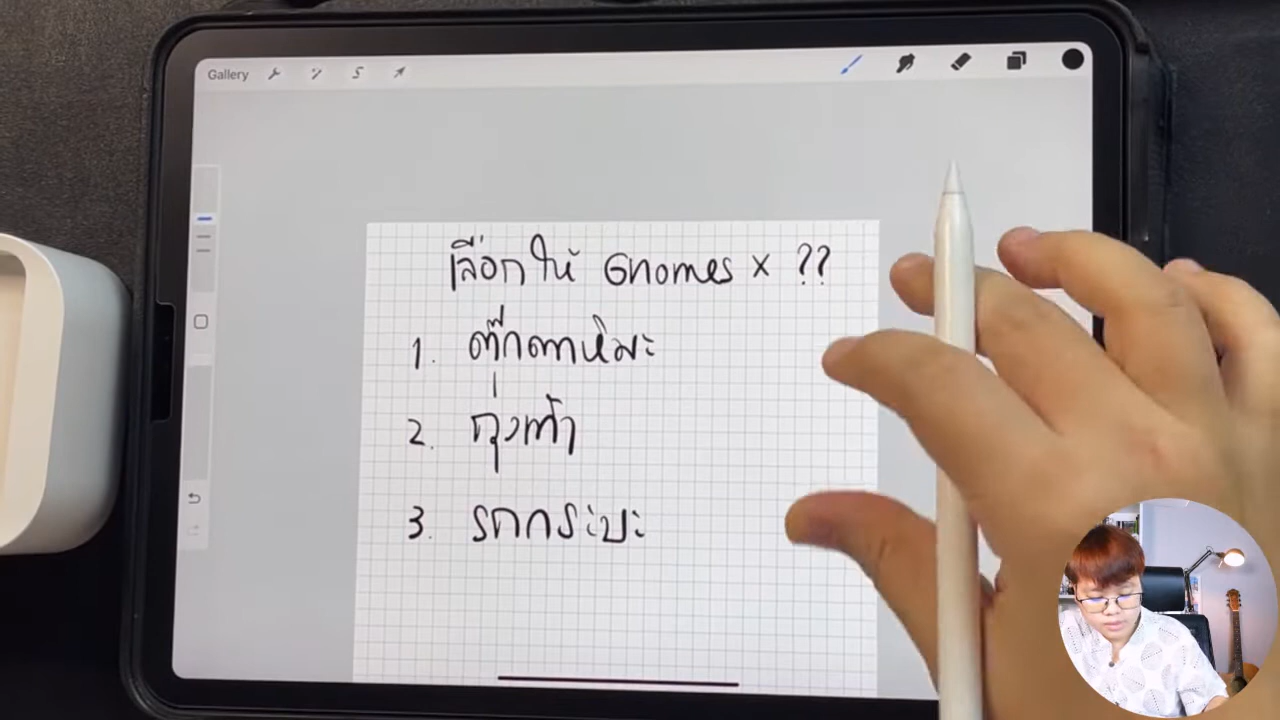 Gallery
เลือกให้ Gnomes x ??
1. ตุ๊กตาหิมะ
2. ถุงเท้า
3. รถกระบะ